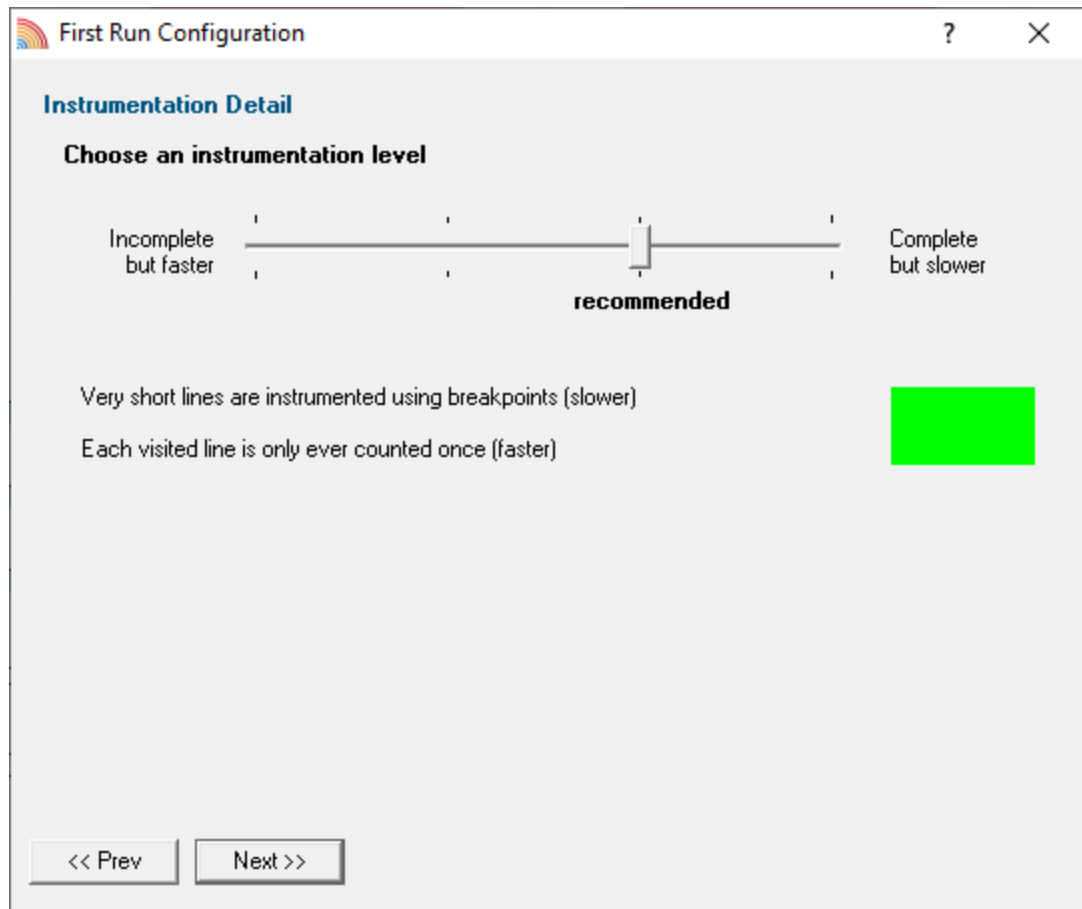 First Run Configuration
?
Instrumentation Detail
Choose an instrumentation level
Incomplete
but faster
Complete
but slower
recommended
Very short lines are instrumented using breakpoints (slower)
Each visited line is only ever counted once (faster)
<< Prev
Next >>